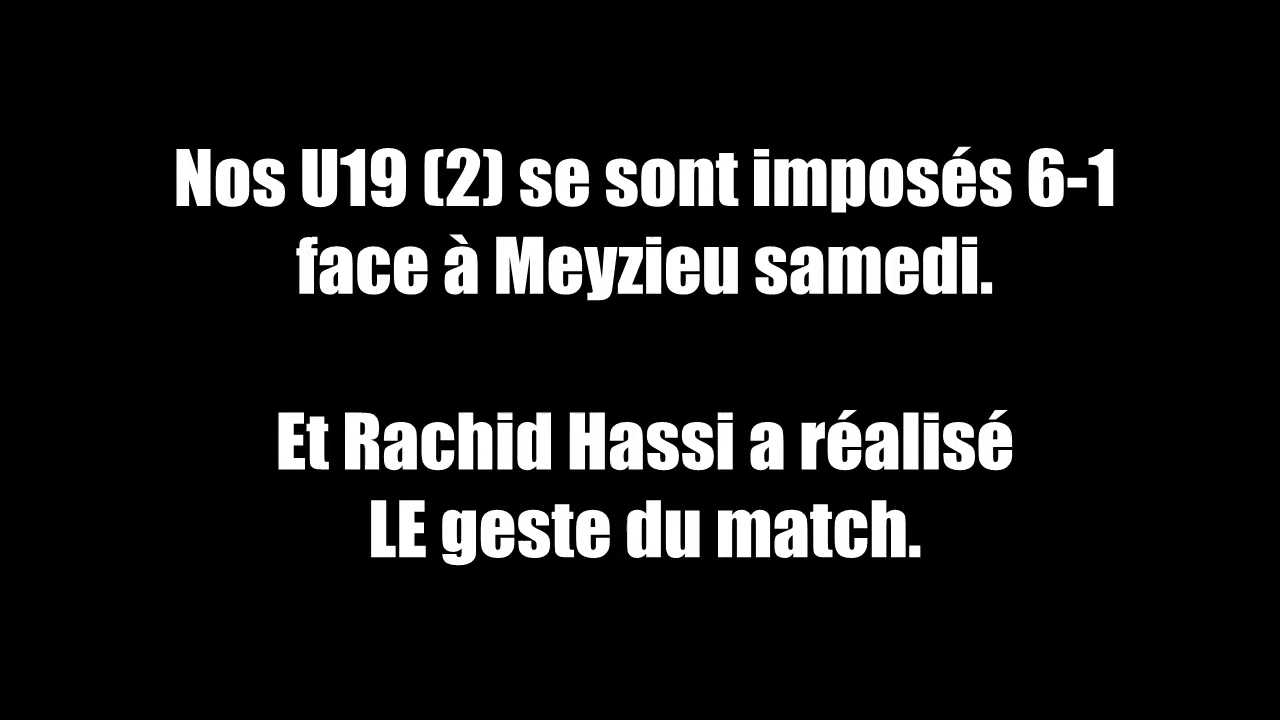 Nos U19 (2) se sont imposés 6-1
face à Meyzieu samedi.
Et Rachid Hassi a réalisé
LE geste du match.